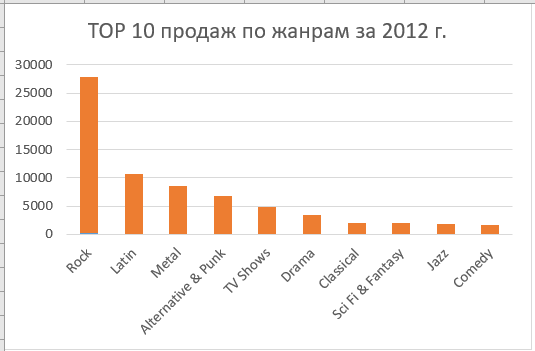 TOP 10 продаж по жанрам за 2012 г.
30000
25000
20000
15000
10000
5000
0
Rock
Latin
Metal
Alternative & Punk
TV Shows
Drama
Classical
Sci Fi & Fantasy
Jazz
Comedy